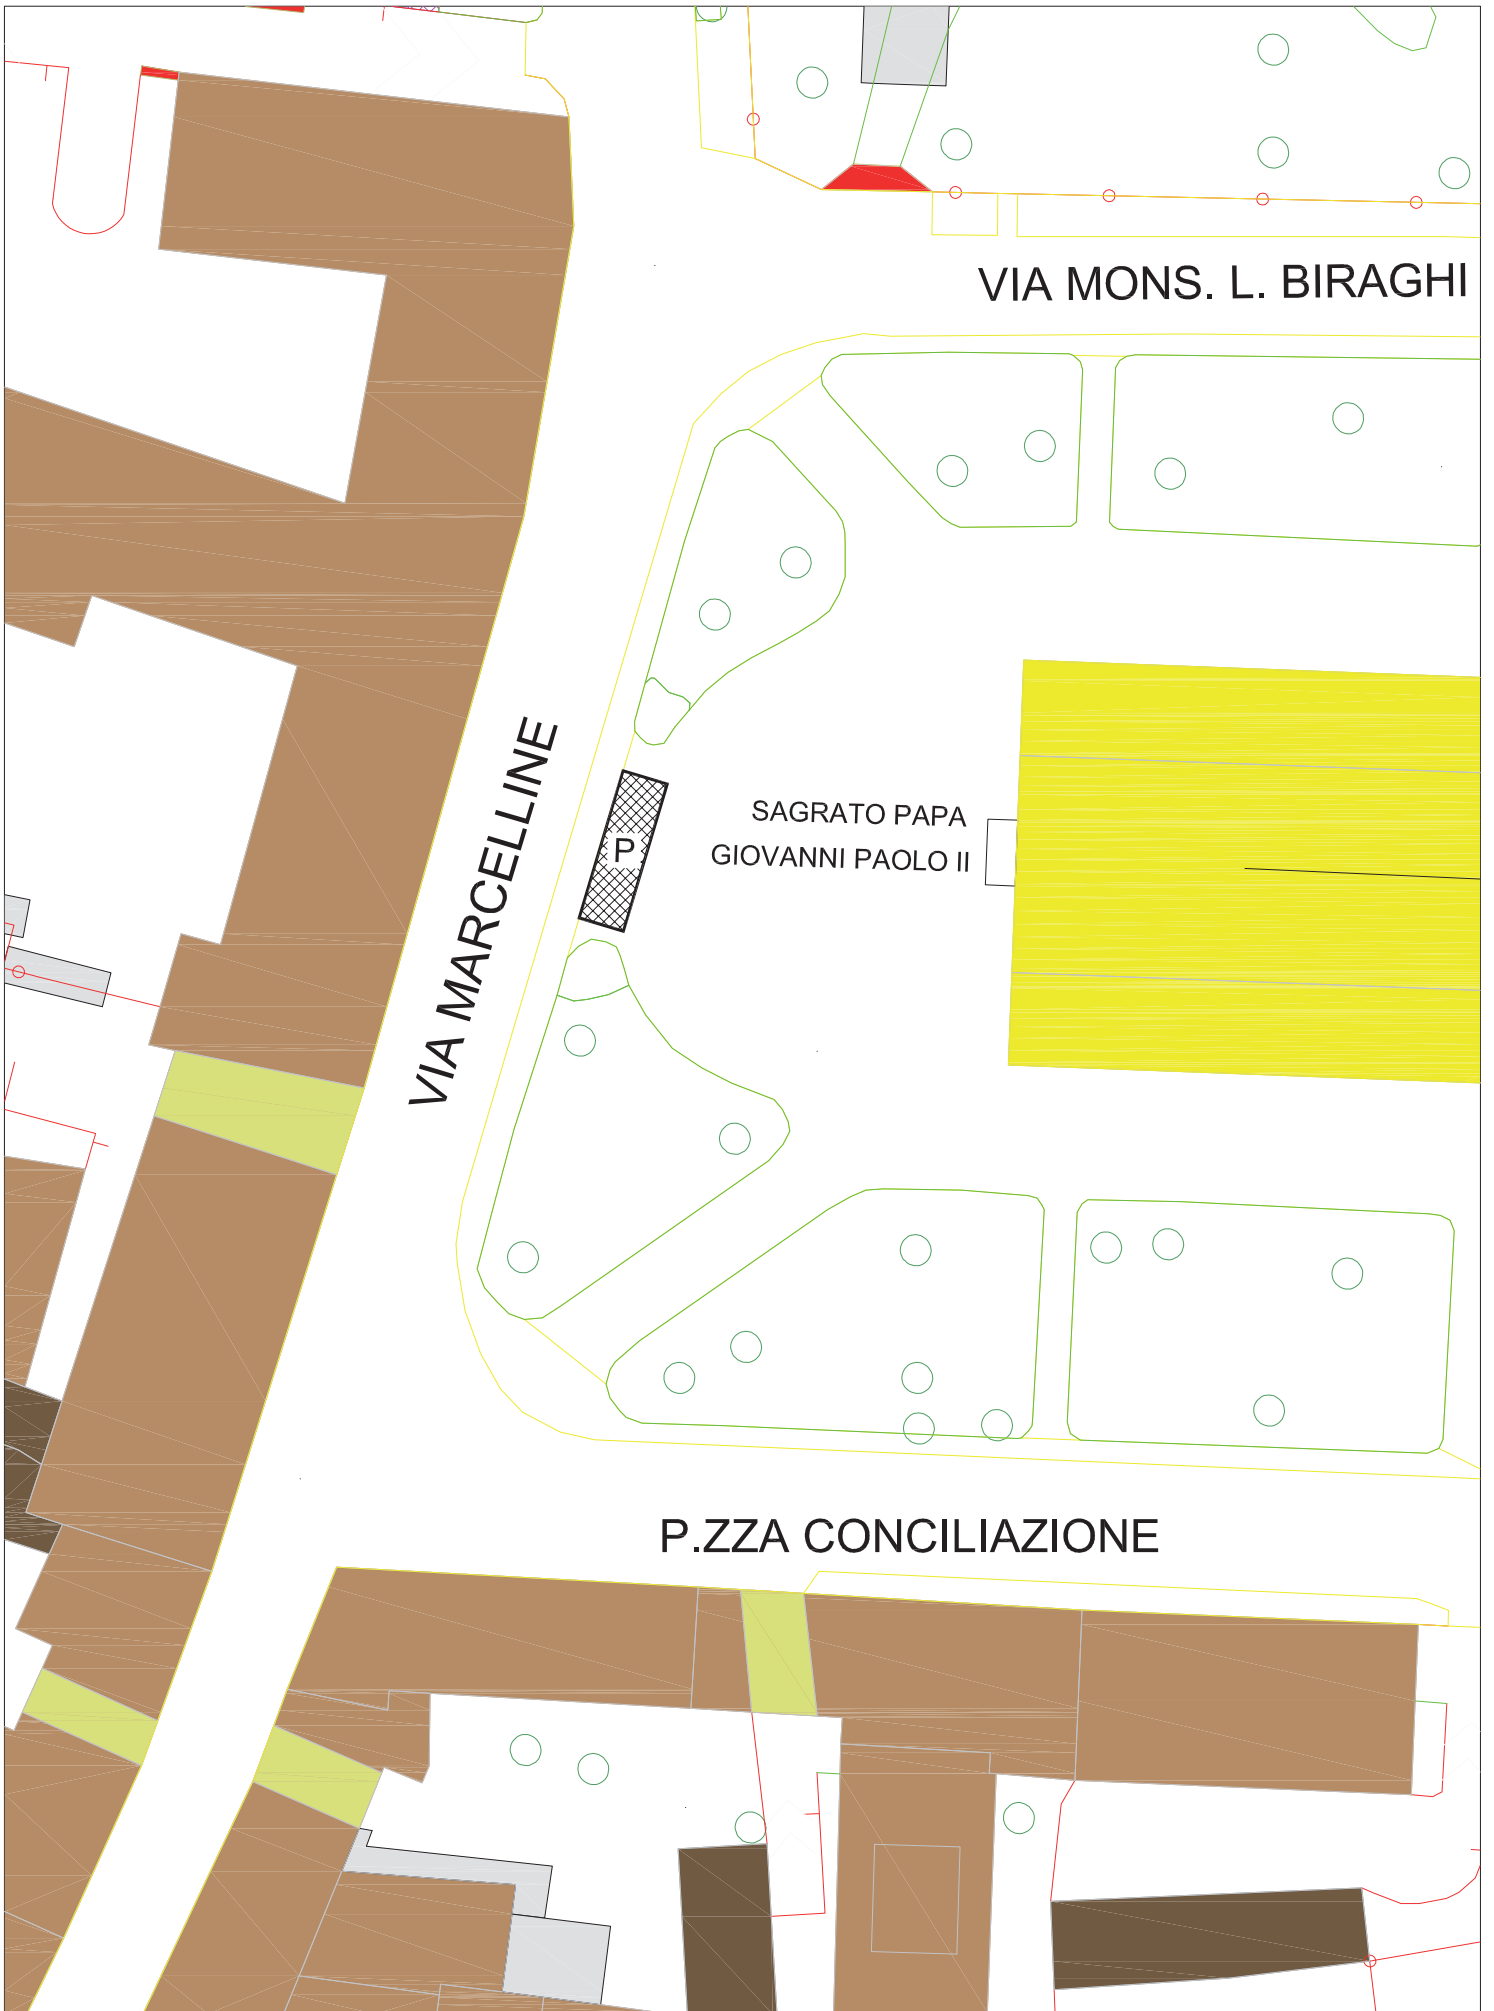 VIA MONS. L. BIRAGHI
VIA MARCELLINE
SAGRATO PAPA
GIOVANNI PAOLO II
P
P.ZZA CONCILIAZIONE